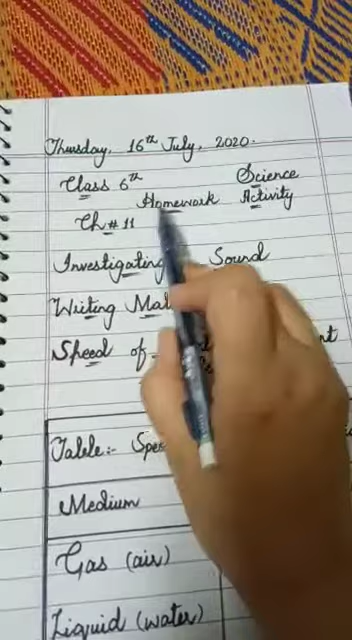 Thursday, 16th July, 2020.
Class 6th Science
Homework Activity
Ch # 11
Investigating Sound
Writing
Speed of
Table:-
Medium
Gas (air)
Liquid (water)